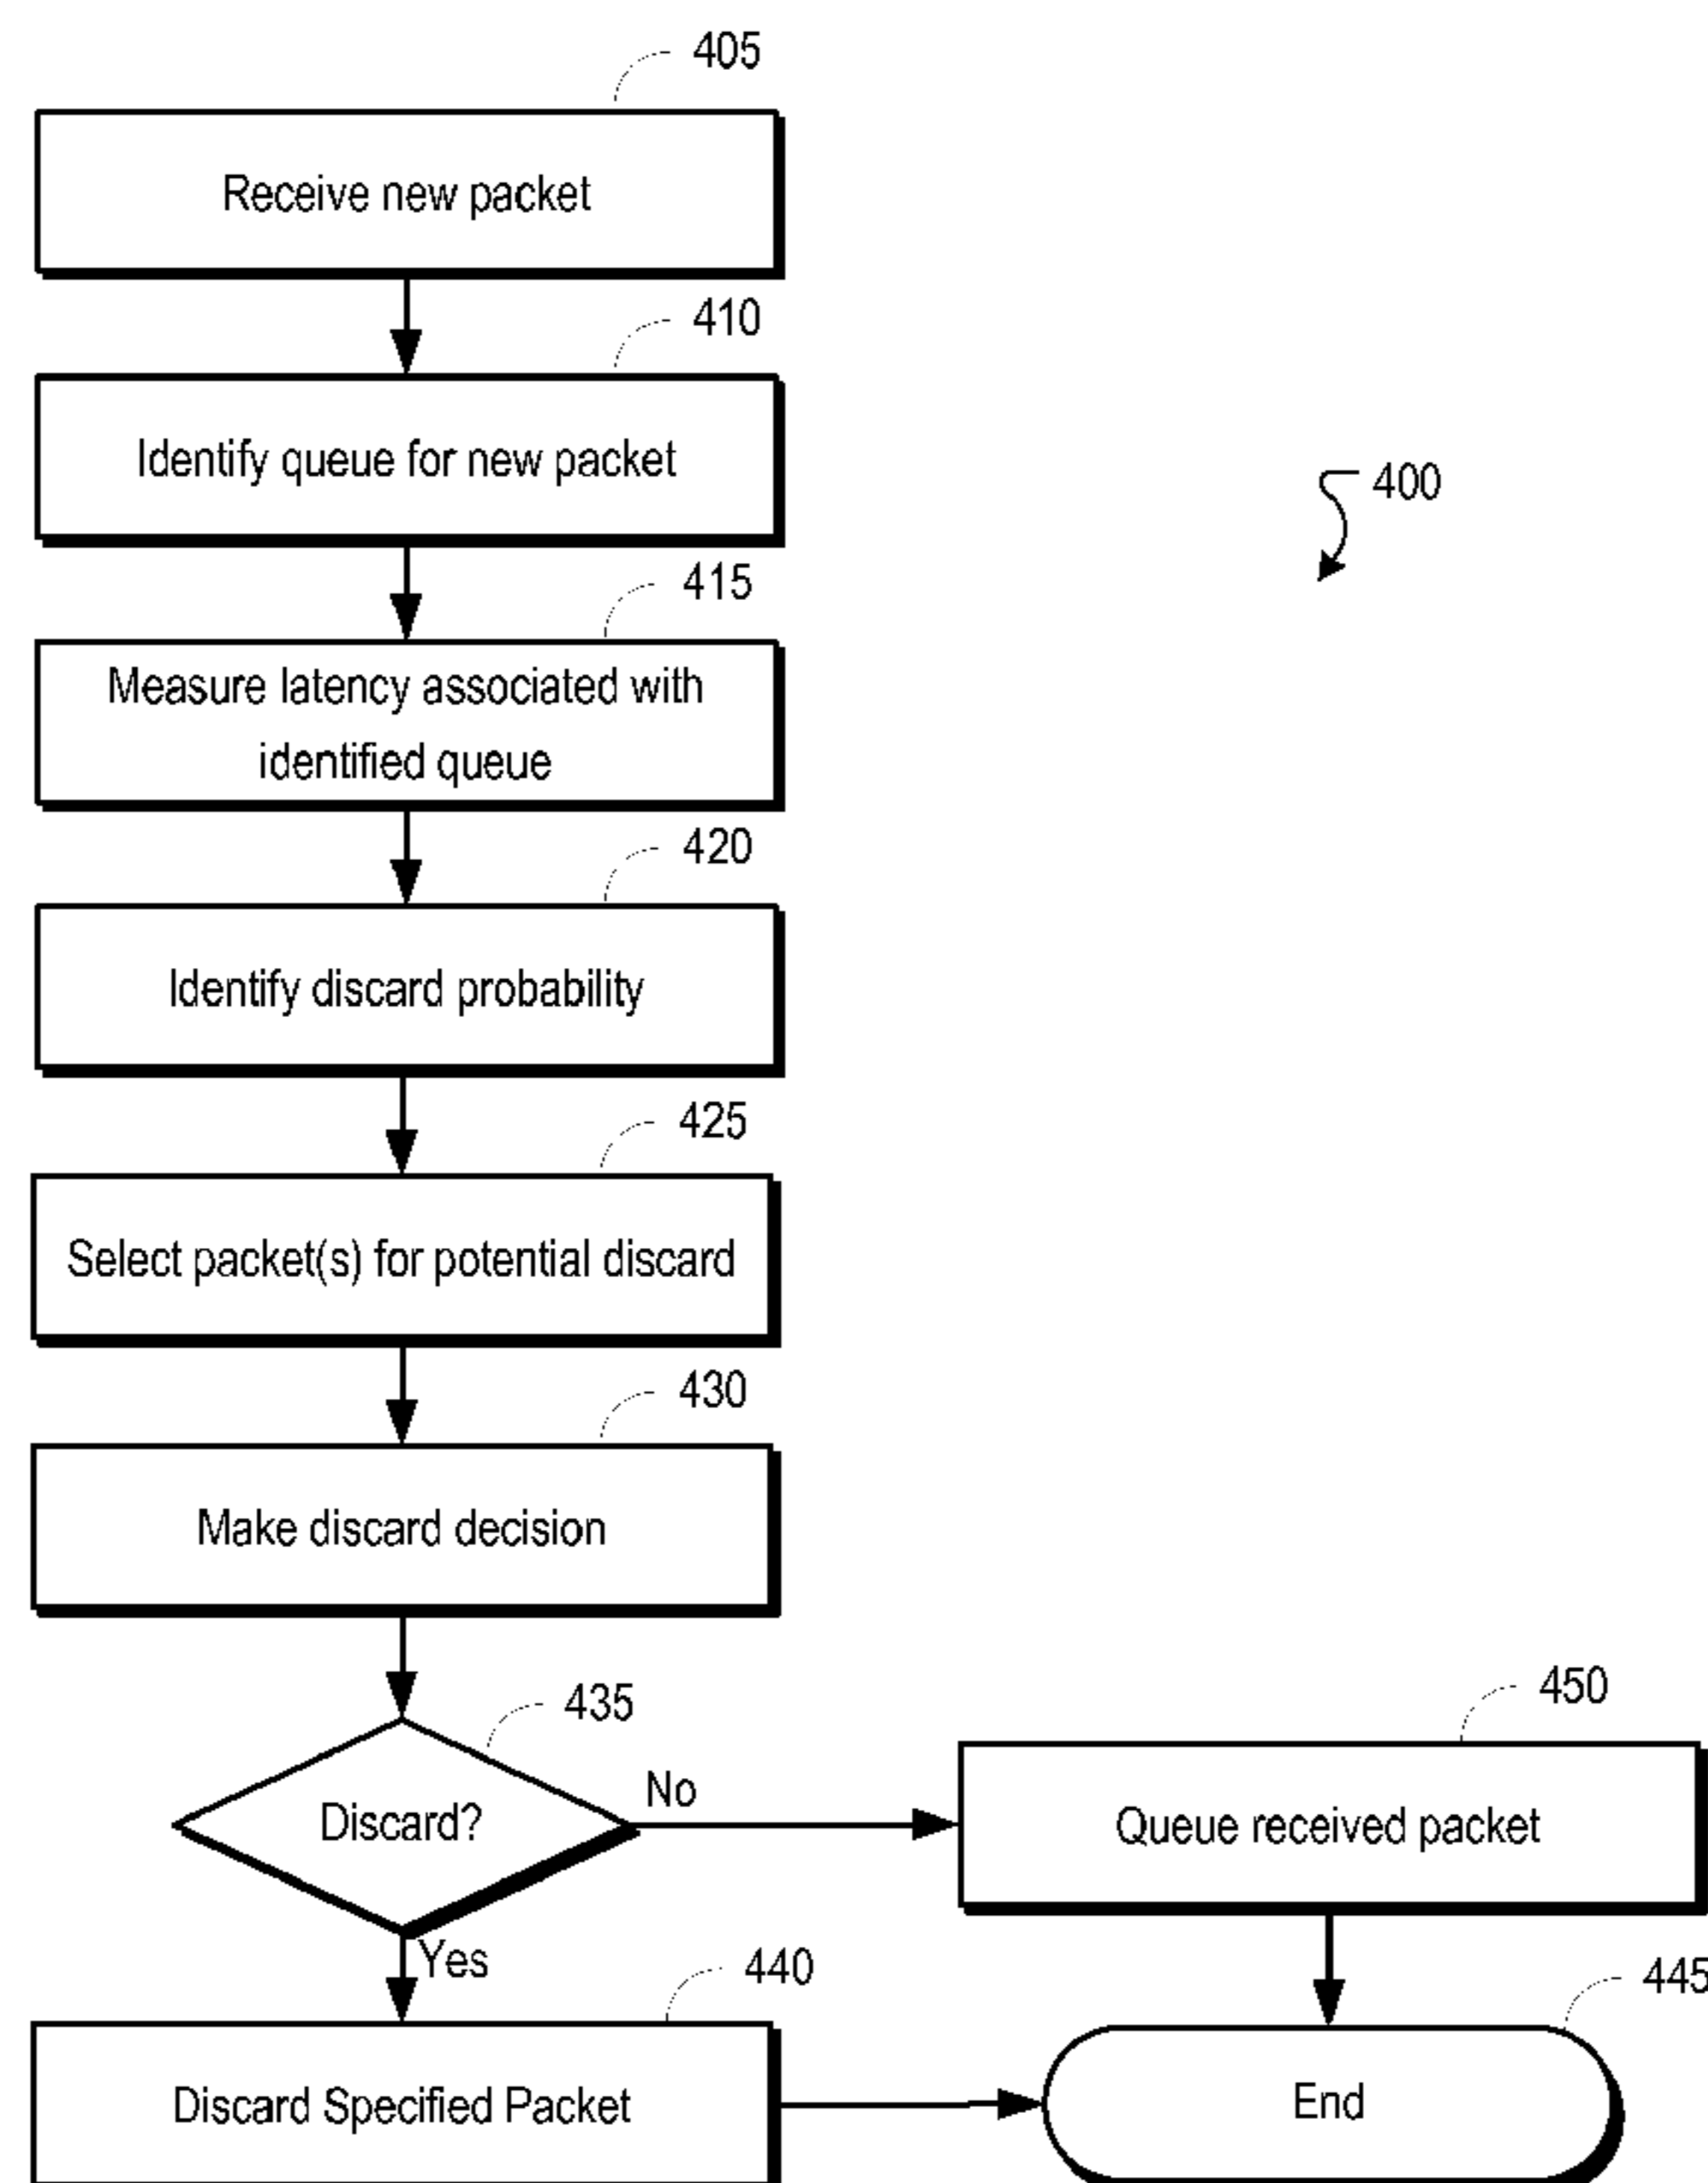 405
Receive new packet
410
Identify queue for new packet
400
415
Measure latency associated with
identified queue
420
Identify discard probability
425
Select packet(s) for potential discard
430
Make discard decision
435
Discard?
No
450
Queue received packet
Yes
440
Discard Specified Packet
445
End